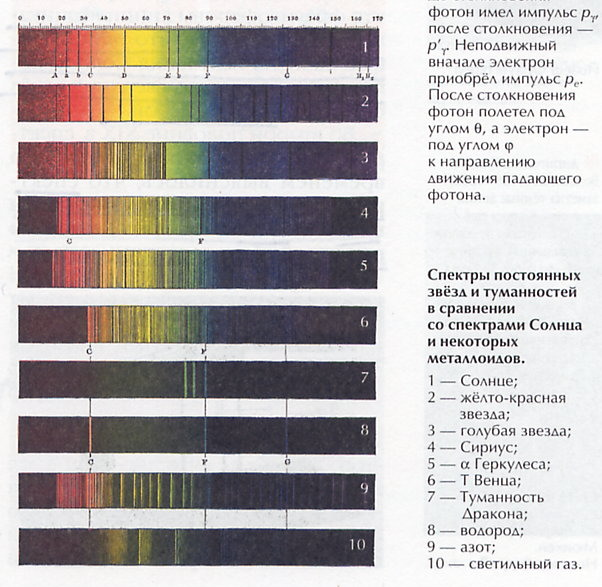 фотон имел импульс pᵧ,
после столкновения —
p'ᵧ. Неподвижный
вначале электрон
приобрёл импульс pₑ.
После столкновения
фотон полетел под
углом θ, а электрон —
под углом φ
к направлению
движения падающего
фотона.
0 10 20 30 40 50 60 70 80 90 100 110 120 130 140 150 160 170
1
A a B C D E b F G H₁ H₂
2
3
4
C F
5
6
C F
7
8
C F G
9
10
Спектры постоянных
звёзд и туманностей
в сравнении
со спектрами Солнца
и некоторых
металлоидов.
1 — Солнце;
2 — жёлто-красная
звезда;
3 — голубая звезда;
4 — Сириус;
5 — α Геркулеса;
6 — Т Венца;
7 — Туманность
Дракона;
8 — водород;
9 — азот;
10 — светильный газ.